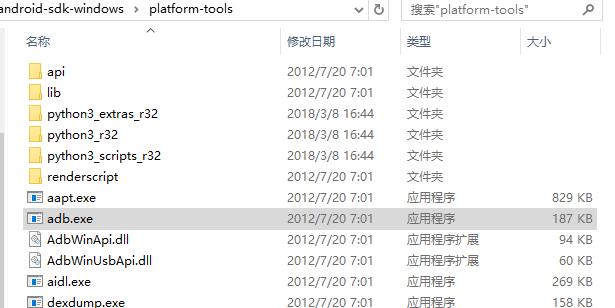 android-sdk-windows › platform-tools 搜索"platform-tools"
名称 修改日期 类型 大小
api 2012/7/20 7:01 文件夹
lib 2012/7/20 7:01 文件夹
python3_extras_r32 2018/3/8 16:44 文件夹
python3_r32 2018/3/8 16:44 文件夹
python3_scripts_r32 2018/3/8 16:44 文件夹
renderscript 2012/7/20 7:01 文件夹
aapt.exe 2012/7/20 7:01 应用程序 829 KB
adb.exe 2012/7/20 7:01 应用程序 187 KB
AdbWinApi.dll 2012/7/20 7:01 应用程序扩展 94 KB
AdbWinUsbApi.dll 2012/7/20 7:01 应用程序扩展 60 KB
aidl.exe 2012/7/20 7:01 应用程序 269 KB
dexdump.exe 2012/7/20 7:01 应用程序 158 KB